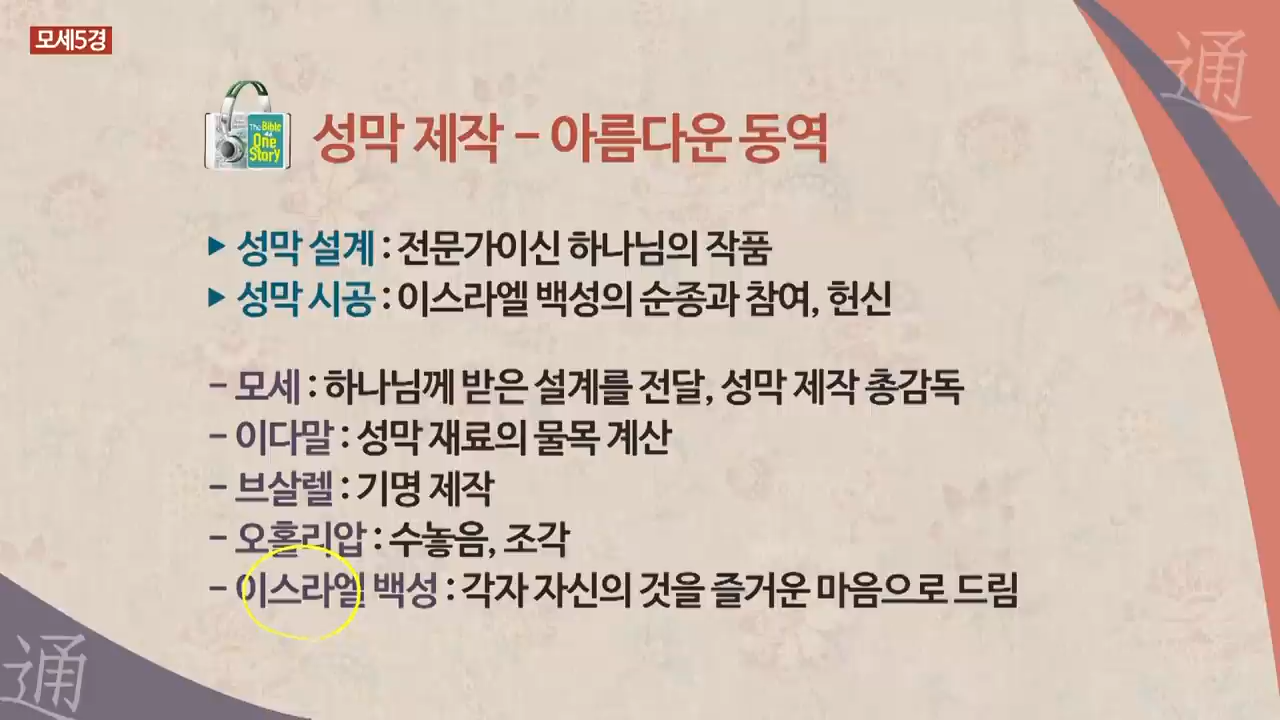 모세5경
通
The Bible
One
Story
성막 제작 - 아름다운 동역
▶ 성막 설계 : 전문가이신 하나님의 작품
▶ 성막 시공 : 이스라엘 백성의 순종과 참여, 헌신
- 모세 : 하나님께 받은 설계를 전달, 성막 제작 총감독
- 이다말 : 성막 재료의 물목 계산
- 브살렐 : 기명 제작
- 오홀리압 : 수놓음, 조각
- 이스라엘 백성 : 각자 자신의 것을 즐거운 마음으로 드림
通